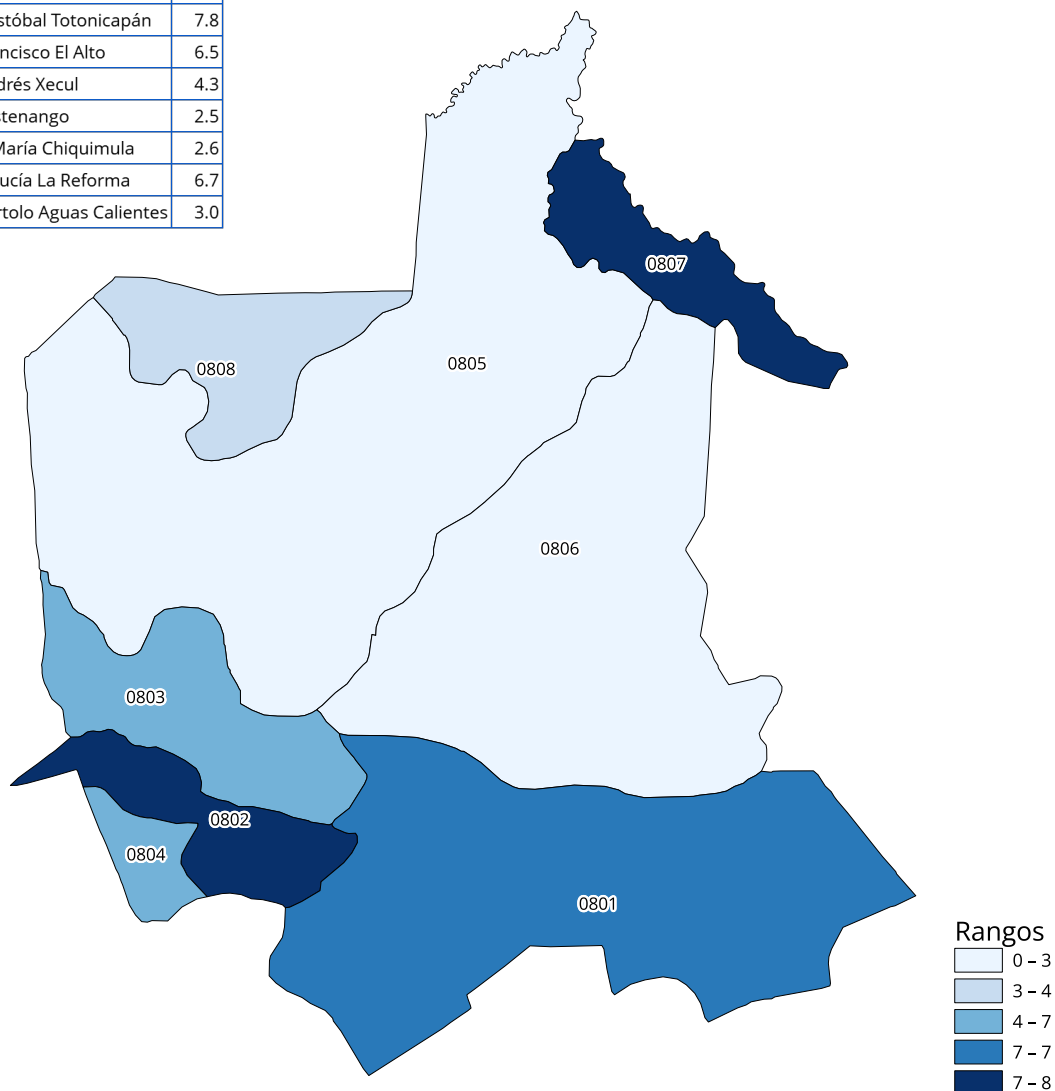 stóbal Totonicapán 7.8
ncisco El Alto 6.5
drés Xecul 4.3
stenango 2.5
María Chiquimula 2.6
ucía La Reforma 6.7
rtolo Aguas Calientes 3.0
0807
0805
0808
0806
0803
0802
0804
0801
Rangos
0 – 3
3 – 4
4 – 7
7 – 7
7 – 8